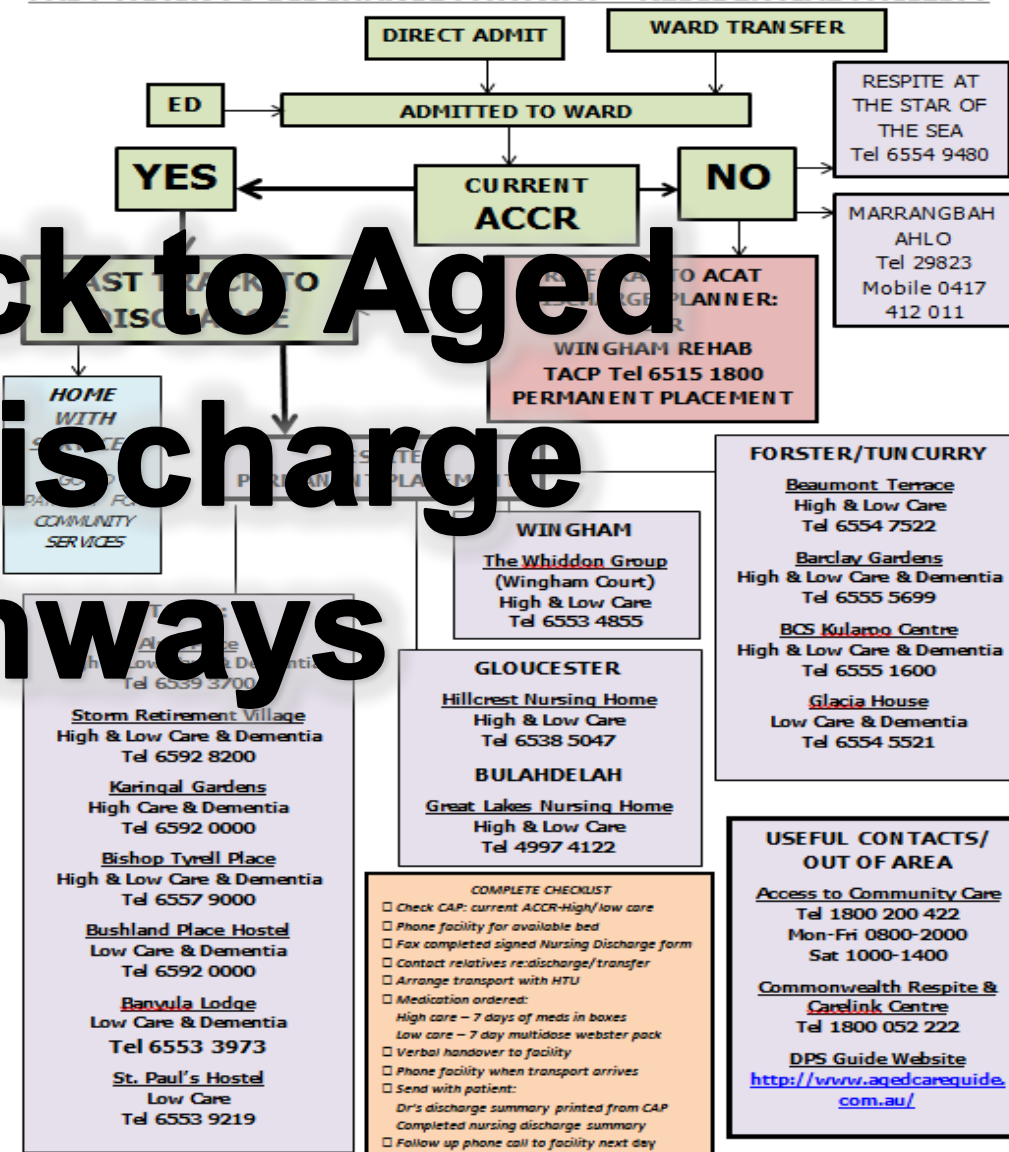 DIRECT ADMIT
WARD TRANSFER
ED
ADMITTED TO WARD
RESPITE AT
THE STAR OF
THE SEA
Tel 6554 9480
YES
CURRENT
ACCR
NO
MARRANGBAH
AHLO
Tel 29823
Mobile 0417
412 011
ck to Aged
ischarge
ways
AST TRACK TO
DISCHARGE
TO ACAT
PLANNER:
WINGHAM REHAB
TACP Tel 6515 1800
PERMANENT PLACEMENT
HOME
WITH
COMMUNITY
SERVICES
PERMANENT PLACEMENT
WINGHAM
The Whiddon Group
(Wingham Court)
High & Low Care
Tel 6553 4855
FORSTER/TUNCURRY
Beaumont Terrace
High & Low Care
Tel 6554 7522
Barclay Gardens
High & Low Care & Dementia
Tel 6555 5699
BCS Kularoo Centre
High & Low Care & Dementia
Tel 6555 1600
Glacia House
Low Care & Dementia
Tel 6554 5521
Tel 6539 3700
Storm Retirement Village
High & Low Care & Dementia
Tel 6592 8200
Karingal Gardens
High Care & Dementia
Tel 6592 0000
Bishop Tyrell Place
High & Low Care & Dementia
Tel 6557 9000
Bushland Place Hostel
Low Care & Dementia
Tel 6592 0000
Banyula Lodge
Low Care & Dementia
Tel 6553 3973
St. Paul's Hostel
Low Care
Tel 6553 9219
GLOUCESTER
Hillcrest Nursing Home
High & Low Care
Tel 6538 5047
BULAHDELAH
Great Lakes Nursing Home
High & Low Care
Tel 4997 4122
COMPLETE CHECKLIST
□ Check CAP: current ACCR-High/low care
□ Phone facility for available bed
□ Fax completed signed Nursing Discharge form
□ Contact relatives re:discharge/transfer
□ Arrange transport with HTU
□ Medication ordered:
High care – 7 days of meds in boxes
Low care – 7 day multidose webster pack
□ Verbal handover to facility
□ Phone facility when transport arrives
□ Send with patient:
Dr's discharge summary printed from CAP
Completed nursing discharge summary
□ Follow up phone call to facility next day
USEFUL CONTACTS/
OUT OF AREA
Access to Community Care
Tel 1800 200 422
Mon-Fri 0800-2000
Sat 1000-1400
Commonwealth Respite &
Carelink Centre
Tel 1800 052 222
DPS Guide Website
http://www.agedcareguide.
com.au/